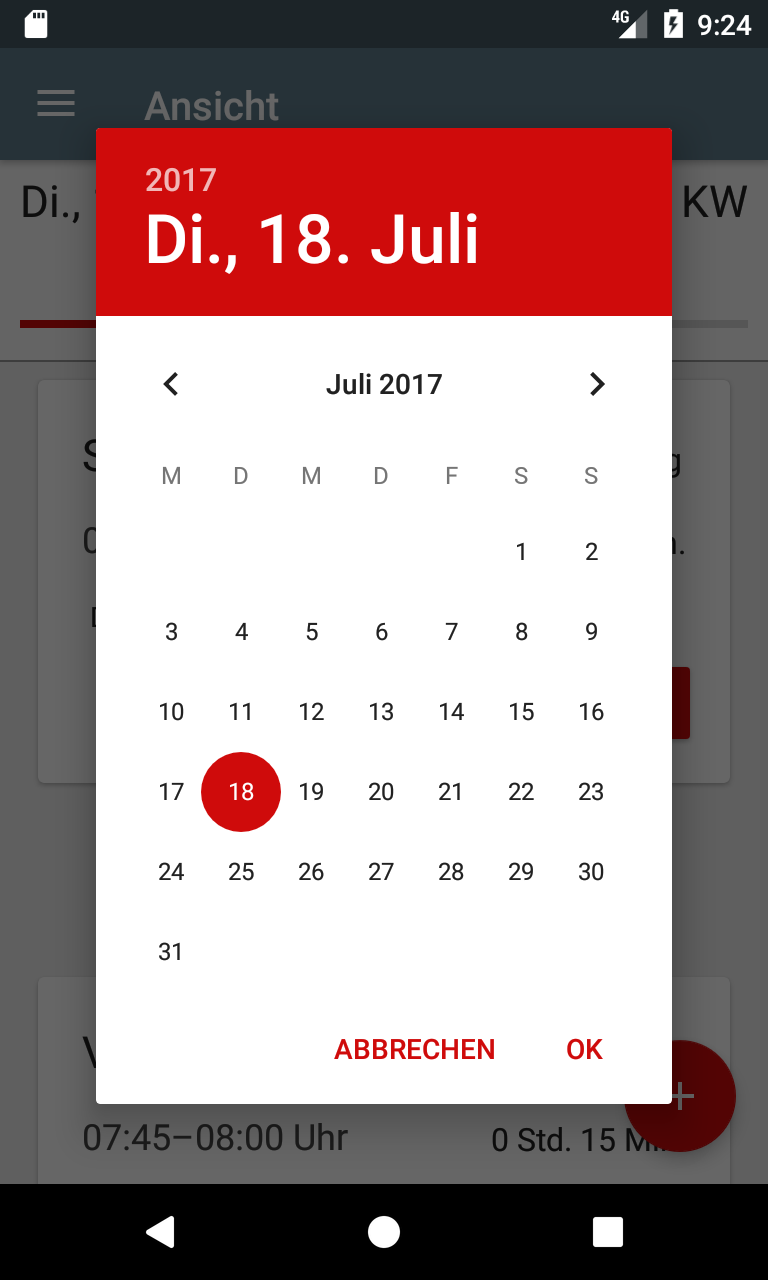 4G 9:24
Ansicht
Di., KW
2017
Di., 18. Juli
Juli 2017
M D M D F S S
1 2
3 4 5 6 7 8 9
10 11 12 13 14 15 16
17 18 19 20 21 22 23
24 25 26 27 28 29 30
31
ABBRECHEN OK
07:45–08:00 Uhr 0 Std. 15 Mi